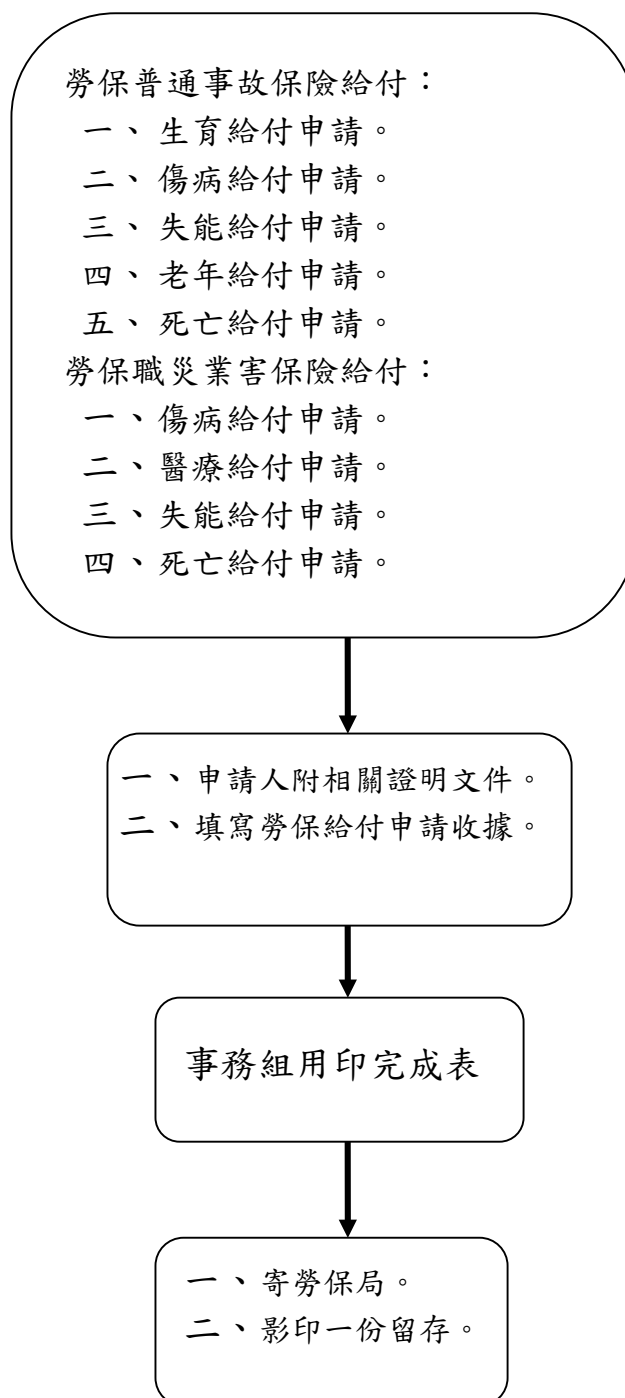 勞保普通事故保險給付：
一、 生育給付申請。
二、 傷病給付申請。
三、 失能給付申請。
四、 老年給付申請。
五、 死亡給付申請。
勞保職災業害保險給付：
一、傷病給付申請。
二、醫療給付申請。
三、失能給付申請。
四、死亡給付申請。
一、申請人附相關證明文件。
二、填寫勞保給付申請收據。
事務組用印完成表
一、寄勞保局。
二、影印一份留存。